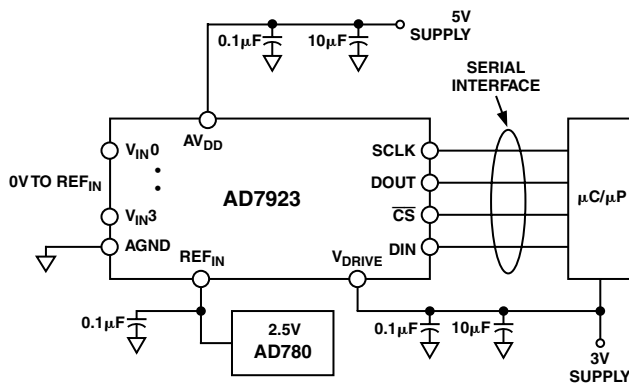 5V
SUPPLY
0.1µF
10µF
SERIAL
INTERFACE
AVDD
VIN0
0V TO REFIN
VIN3
AGND
AD7923
SCLK
DOUT
CS
DIN
µC/µP
REFIN
VDRIVE
0.1µF
2.5V
AD780
0.1µF
10µF
3V
SUPPLY